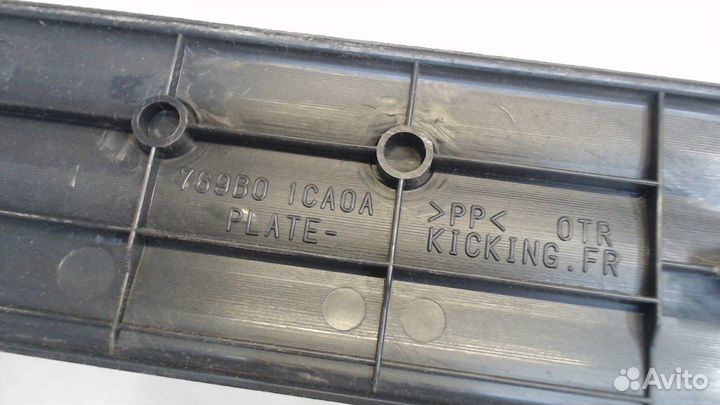 769B0 1CA0A >PP< OTR
PLATE- KICKING.FR
Avito